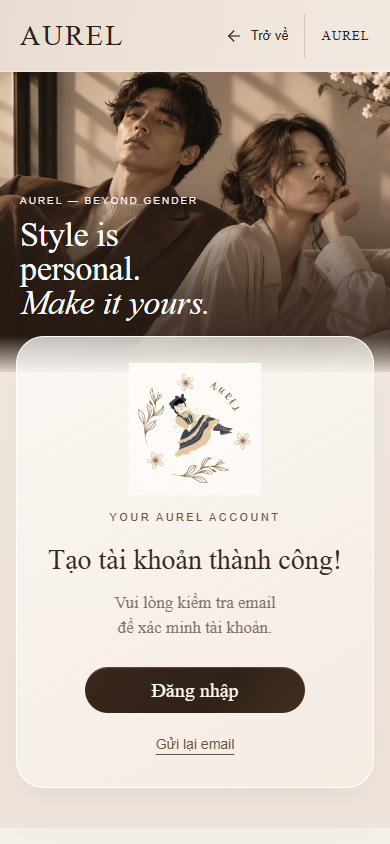 AUREL
Trở về
AUREL
AUREL — BEYOND GENDER
Style is
personal.
Make it yours.
AUREL
YOUR AUREL ACCOUNT
Tạo tài khoản thành công!
Vui lòng kiểm tra email
để xác minh tài khoản.
Đăng nhập
Gửi lại email